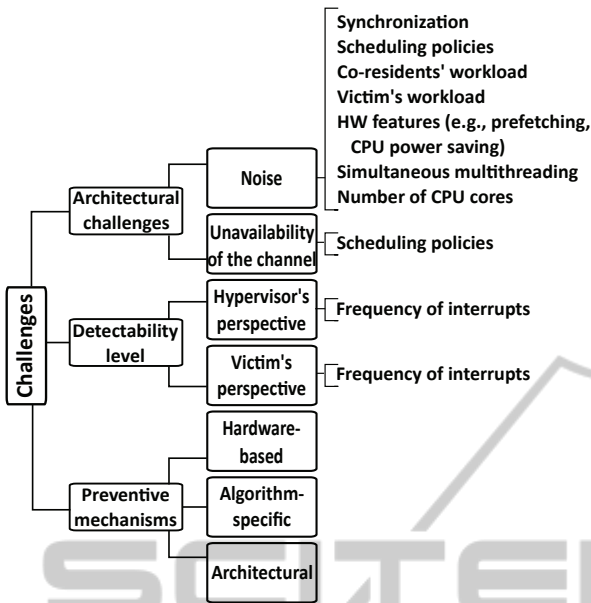 Synchronization
Scheduling policies
Co-residents' workload
Victim's workload
HW features (e.g., prefetching,
CPU power saving)
Simultaneous multithreading
Number of CPU cores
Noise
Architectural
challenges
Unavailability
of the channel
Scheduling policies
Challenges
Detectability
level
Hypervisor's
perspective
Frequency of interrupts
Victim's
perspective
Frequency of interrupts
Preventive
mechanisms
Hardware-
based
Algorithm-
specific
Architectural
SCITE